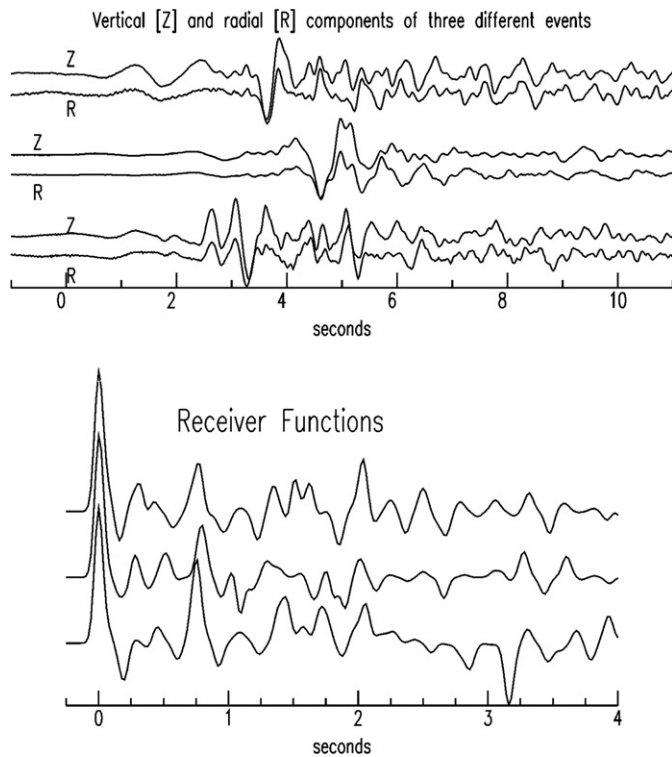 Vertical [Z] and radial [R] components of three different events
Z
R
Z
R
Z
R
0 2 4 6 8 10
seconds
Receiver Functions
0 1 2 3 4
seconds